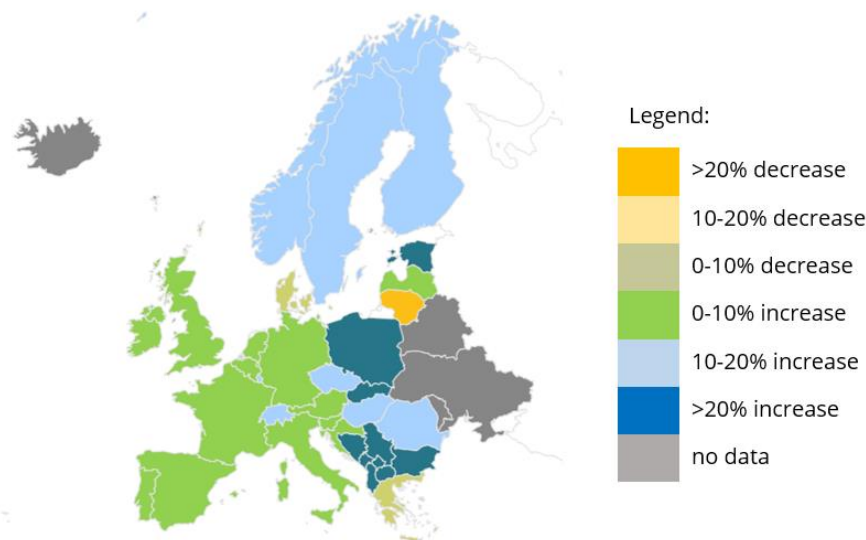 Legend:
>20% decrease
10-20% decrease
0-10% decrease
0-10% increase
10-20% increase
>20% increase
no data